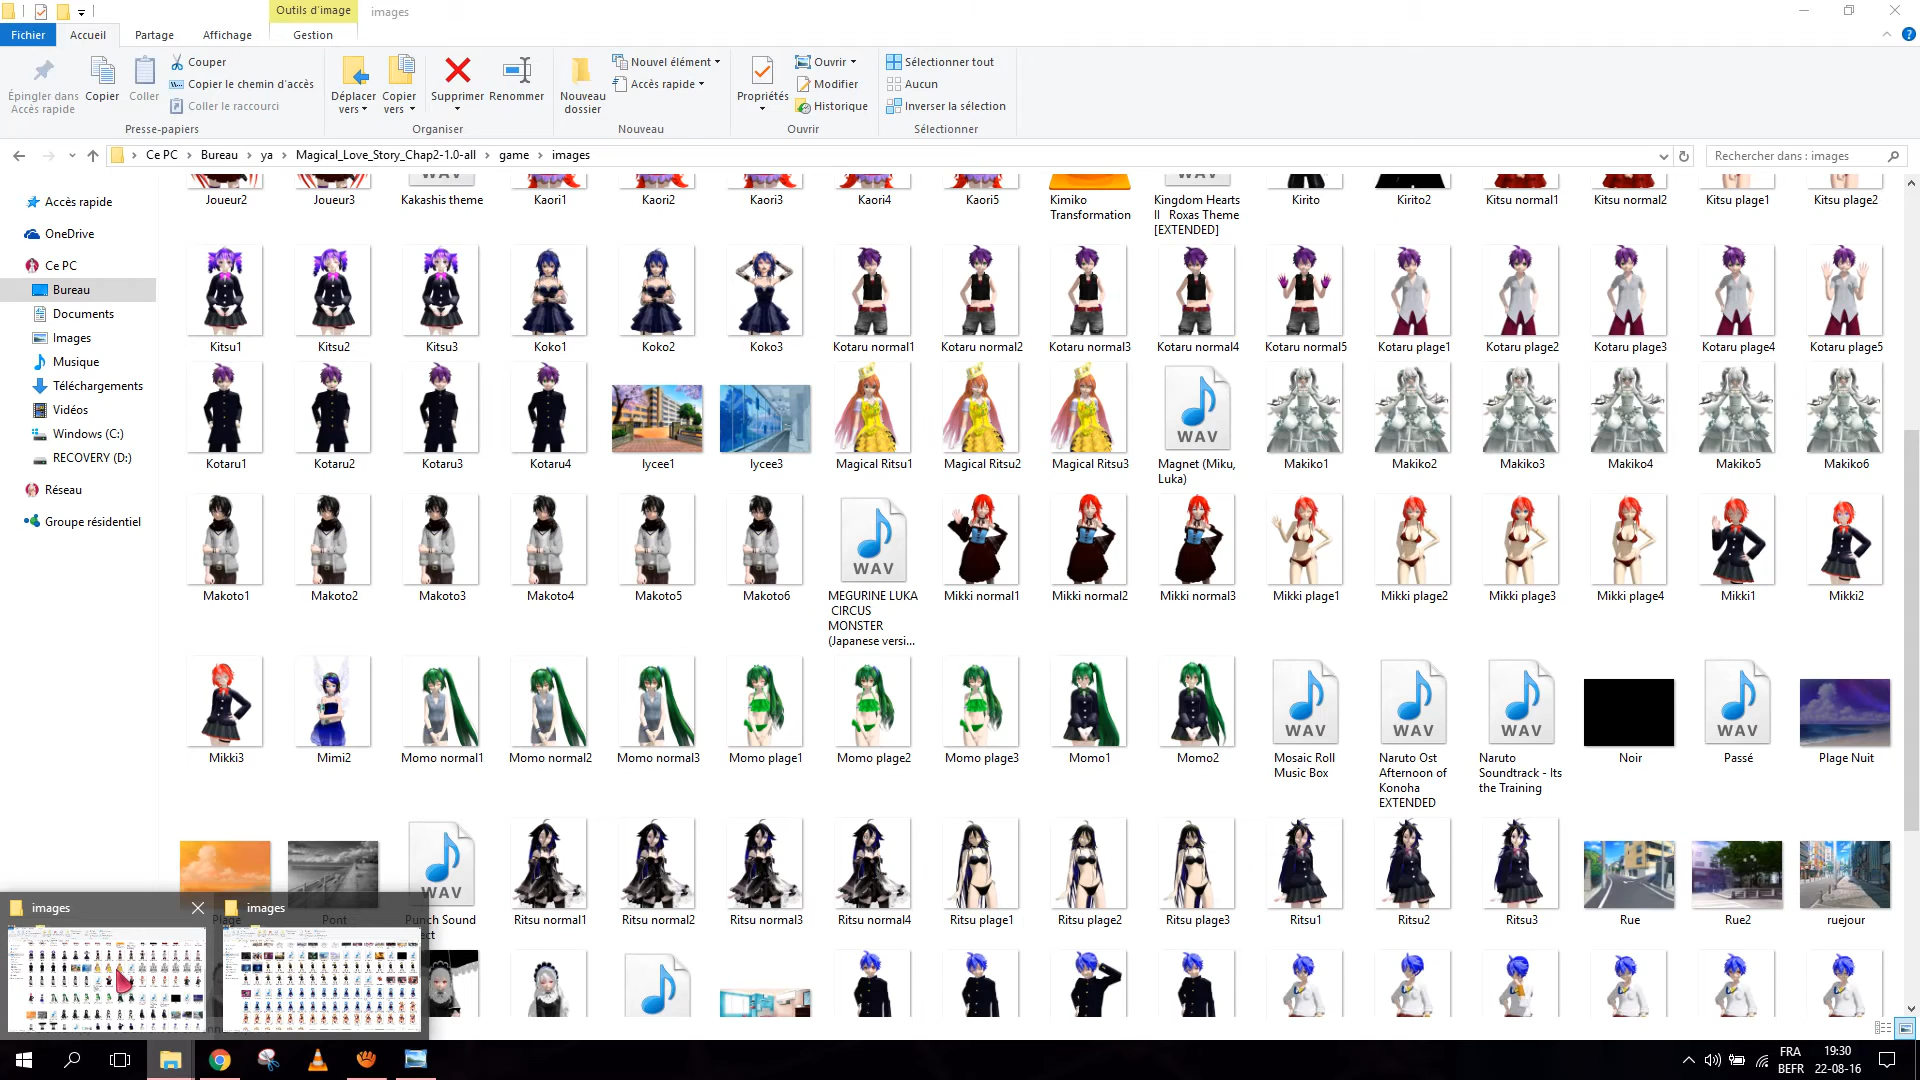 Outils d'image
images
Fichier
Accueil
Partage
Affichage
Gestion
Épingler dans
Accès rapide
Copier
Coller
Couper
Copier le chemin d'accès
Coller le raccourci
Presse-papiers
Déplacer
vers
Copier
vers
Supprimer
Renommer
Organiser
Nouveau
dossier
Nouvel élément
Accès rapide
Nouveau
Propriétés
Ouvrir
Modifier
Historique
Ouvrir
Sélectionner tout
Aucun
Inverser la sélection
Sélectionner
Ce PC
Bureau
ya
Magical_Love_Story_Chap2-1.0-all
game
images
Rechercher dans : images
Accès rapide
OneDrive
Ce PC
Bureau
Documents
Images
Musique
Téléchargements
Vidéos
Windows (C:)
RECOVERY (D:)
Réseau
Groupe résidentiel
WAV
WAV
Joueur2
Joueur3
Kakashis theme
Kaori1
Kaori2
Kaori3
Kaori4
Kaori5
Kimiko
Transformation
Kingdom Hearts
II Roxas Theme
[EXTENDED]
Kirito
Kirito2
Kitsu normal1
Kitsu normal2
Kitsu plage1
Kitsu plage2
Kitsu1
Kitsu2
Kitsu3
Koko1
Koko2
Koko3
Kotaru normal1
Kotaru normal2
Kotaru normal3
Kotaru normal4
Kotaru normal5
Kotaru plage1
Kotaru plage2
Kotaru plage3
Kotaru plage4
Kotaru plage5
WAV
Kotaru1
Kotaru2
Kotaru3
Kotaru4
lycee1
lycee3
Magical Ritsu1
Magical Ritsu2
Magical Ritsu3
Magnet (Miku,
Luka)
Makiko1
Makiko2
Makiko3
Makiko4
Makiko5
Makiko6
WAV
Makoto1
Makoto2
Makoto3
Makoto4
Makoto5
Makoto6
MEGURINE LUKA
CIRCUS
MONSTER
(Japanese versi...
Mikki normal1
Mikki normal2
Mikki normal3
Mikki plage1
Mikki plage2
Mikki plage3
Mikki plage4
Mikki1
Mikki2
WAV
WAV
WAV
WAV
Mikki3
Mimi2
Momo normal1
Momo normal2
Momo normal3
Momo plage1
Momo plage2
Momo plage3
Momo1
Momo2
Mosaic Roll
Music Box
Naruto Ost
Afternoon of
Konoha
EXTENDED
Naruto
Soundtrack - Its
the Training
Noir
Passé
Plage Nuit
WAV
Plage
Pont
Punch Sound
ect
Ritsu normal1
Ritsu normal2
Ritsu normal3
Ritsu normal4
Ritsu plage1
Ritsu plage2
Ritsu plage3
Ritsu1
Ritsu2
Ritsu3
Rue
Rue2
ruejour
images
images
FRA
BEFR
19:30
22-08-16